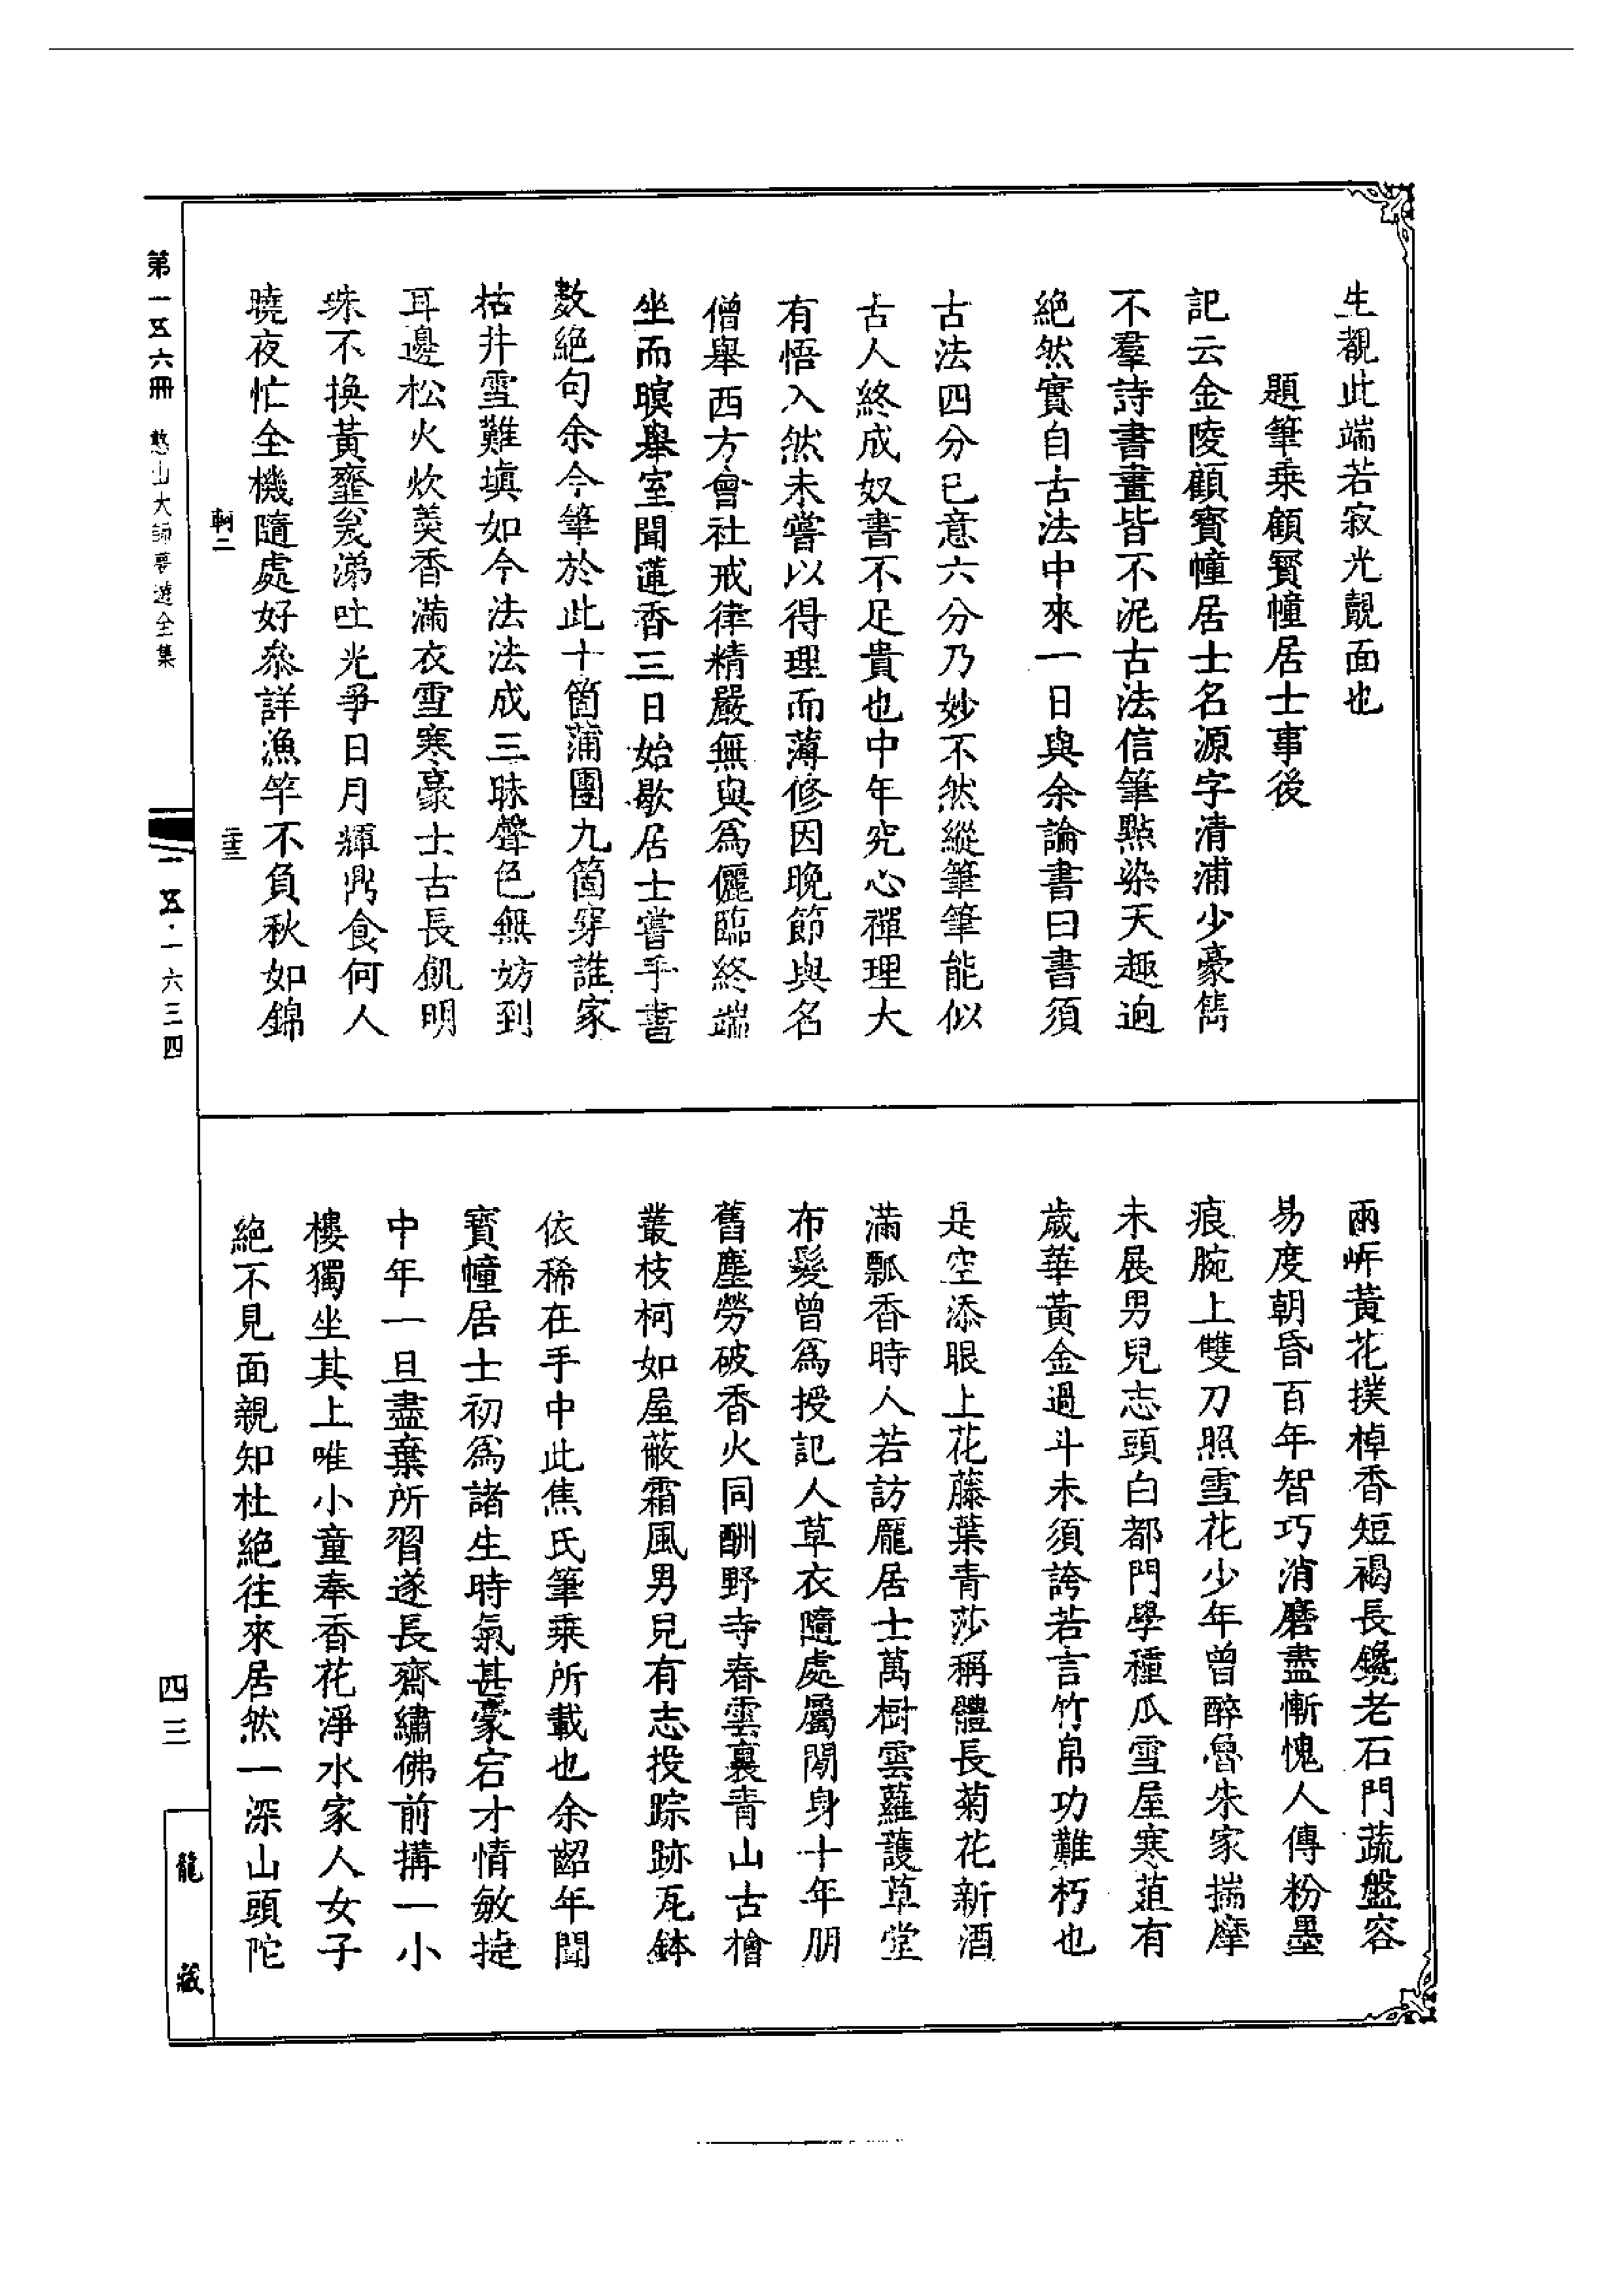 生覩此端若寂光覿面也
題筆乗顧寶幢居士事後
記云金陵顧寳幢居士名源字清浦少豪雋
不羣詩書畫皆不泥古法信筆點染天趣逈
絶然實自古法中來一日與余論書曰書須
古法四分已意六分乃妙不然縱筆筆能似
古人終成奴書不足貴也中年究心禪理大
有悟入然未嘗以得理而薄修因晚節與名
僧舉西方會社戒律精嚴無與爲儷臨終端
坐而暝舉室聞蓮香三日始歇居士嘗手書
數絶句余今筆於此十箇蒲團九箇穿誰家
枯井雪難塡如今法法成三昧聲色無妨到
耳邊松火炊羮香滿衣雪寒豪士古長飢明
珠不換黃虀衮涕吐光爭日月輝鼎食何人
曉夜忙全機隨處好叅詳漁竿不負秋如錦
兩岍黃花撲棹香短褐長鑱老石門蔬盤容
易度朝昏百年智巧消磨盡慚愧人傳粉墨
痕腕上雙刀照雪花少年曾醉魯朱家揣摩
未展男兒志頭白都門學種瓜雪屋寒葅有
歲華黃金過斗未須誇若言竹帛功難朽也
是空添眼上花藤葉青莎稱體長菊花新酒
滿瓢香時人若訪龎居士萬樹雲蘿護草堂
布髮曾爲授記人草衣隨處屬閒身十年朋
舊塵勞破香火同酬野寺春雲裏青山古檜
叢枝柯如屋蔽霜風男兒有志投踪跡瓦鉢
依稀在手中此焦氏筆乗所載也余齠年聞
寳幢居士初爲諸生時氣甚豪宕才情敏捷
中年一旦盡棄所習遂長齋繡佛前搆一小
樓獨坐其上唯小童奉香花淨水家人女子
絶不見面親知杜絶往來居然一深山頭陀
第一五六冊 憨山大師夢遊全集
一五·一六三四
四三
龍藏
軻二